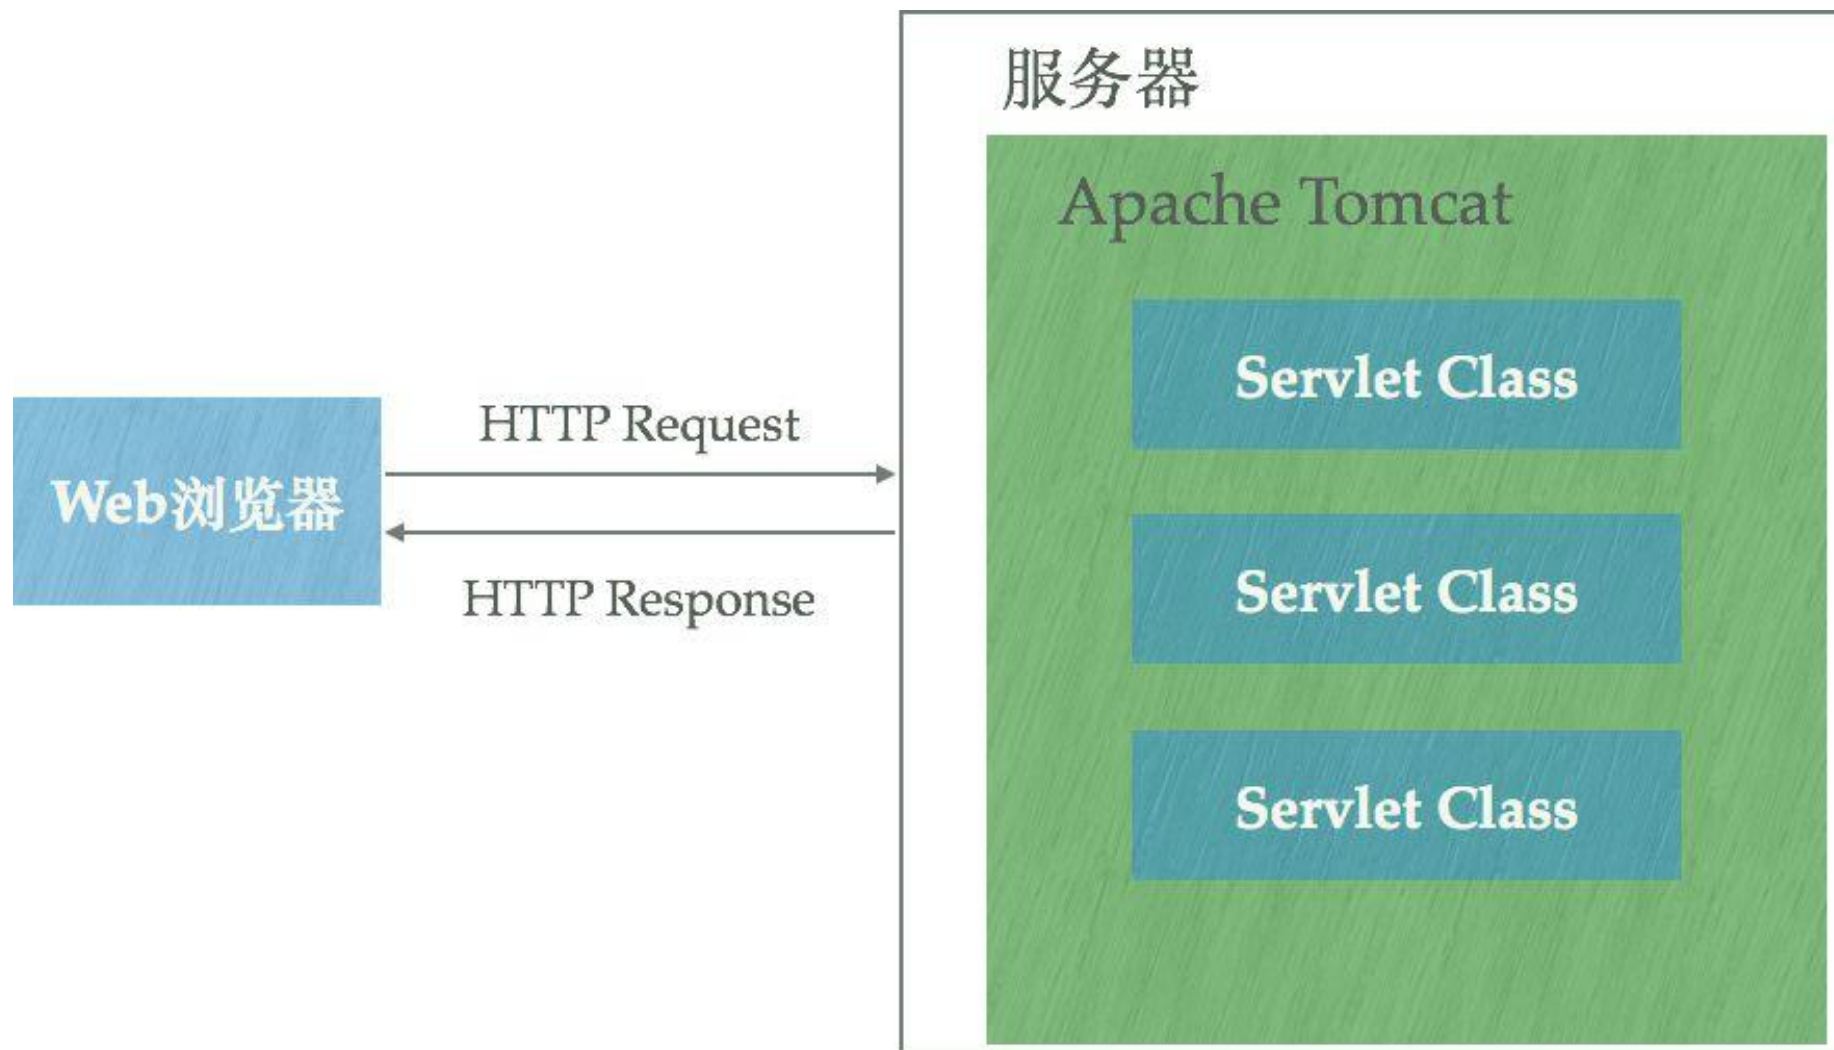 服务器
Apache Tomcat
Servlet Class
HTTP Request
Web浏览器
Servlet Class
HTTP Response
Servlet Class